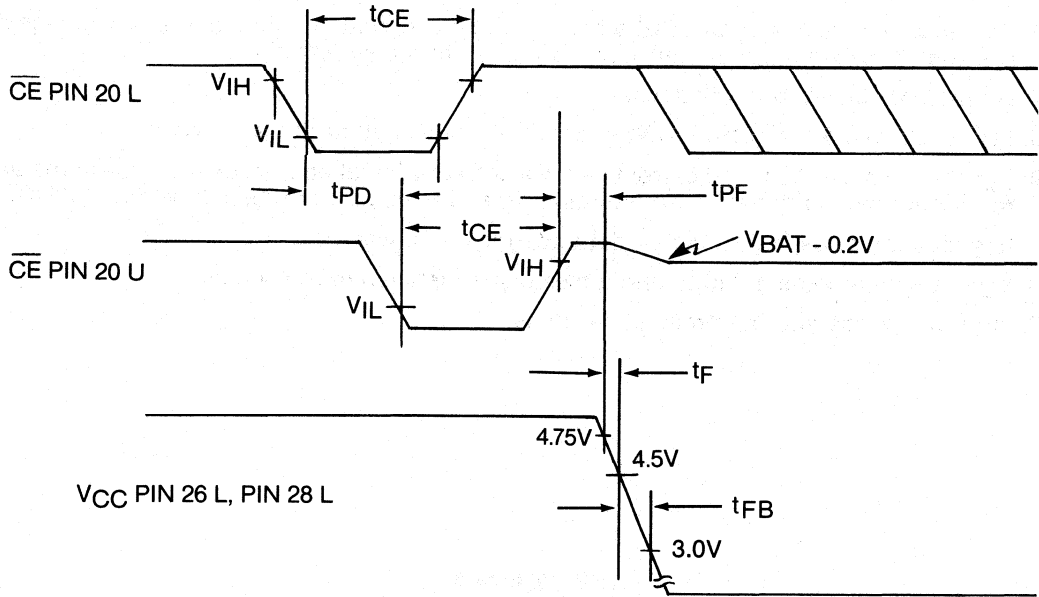 tCE
CE PIN 20 L
VIH
VIL
tPD
tPF
tCE
VBAT - 0.2V
CE PIN 20 U
VIH
VIL
tF
4.75V
4.5V
VCC PIN 26 L, PIN 28 L
tFB
3.0V